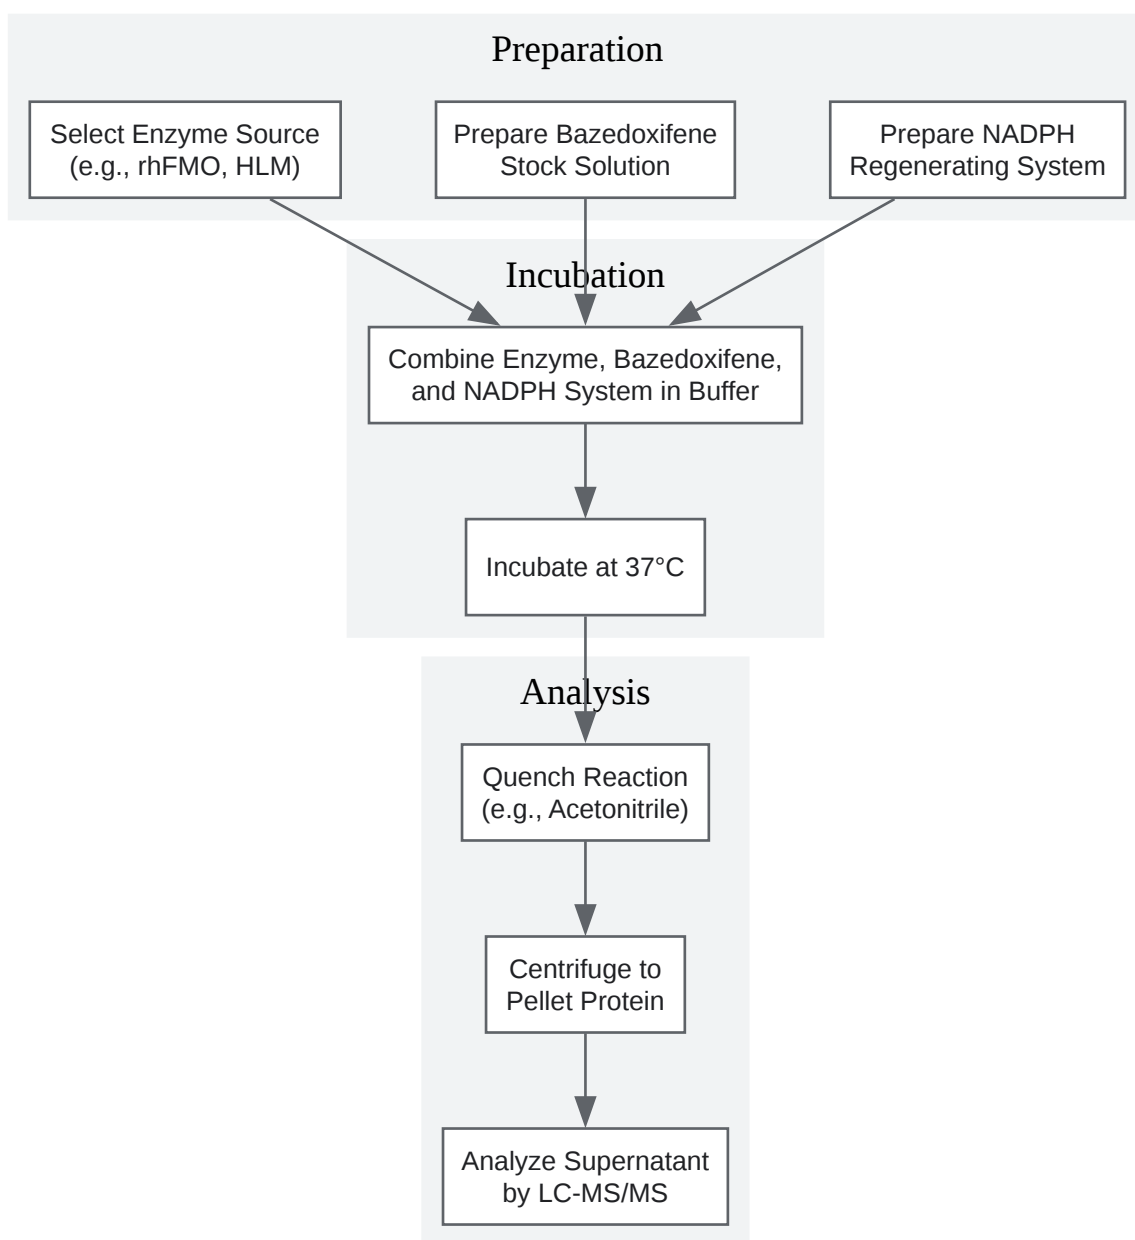 Preparation
Select Enzyme Source
(e.g., rhFMO, HLM)
Prepare Bazedoxifene
Stock Solution
Prepare NADPH
Regenerating System
Incubation
Combine Enzyme, Bazedoxifene,
and NADPH System in Buffer
Incubate at 37°C
Analysis
Quench Reaction
(e.g., Acetonitrile)
Centrifuge to
Pellet Protein
Analyze Supernatant
by LC-MS/MS